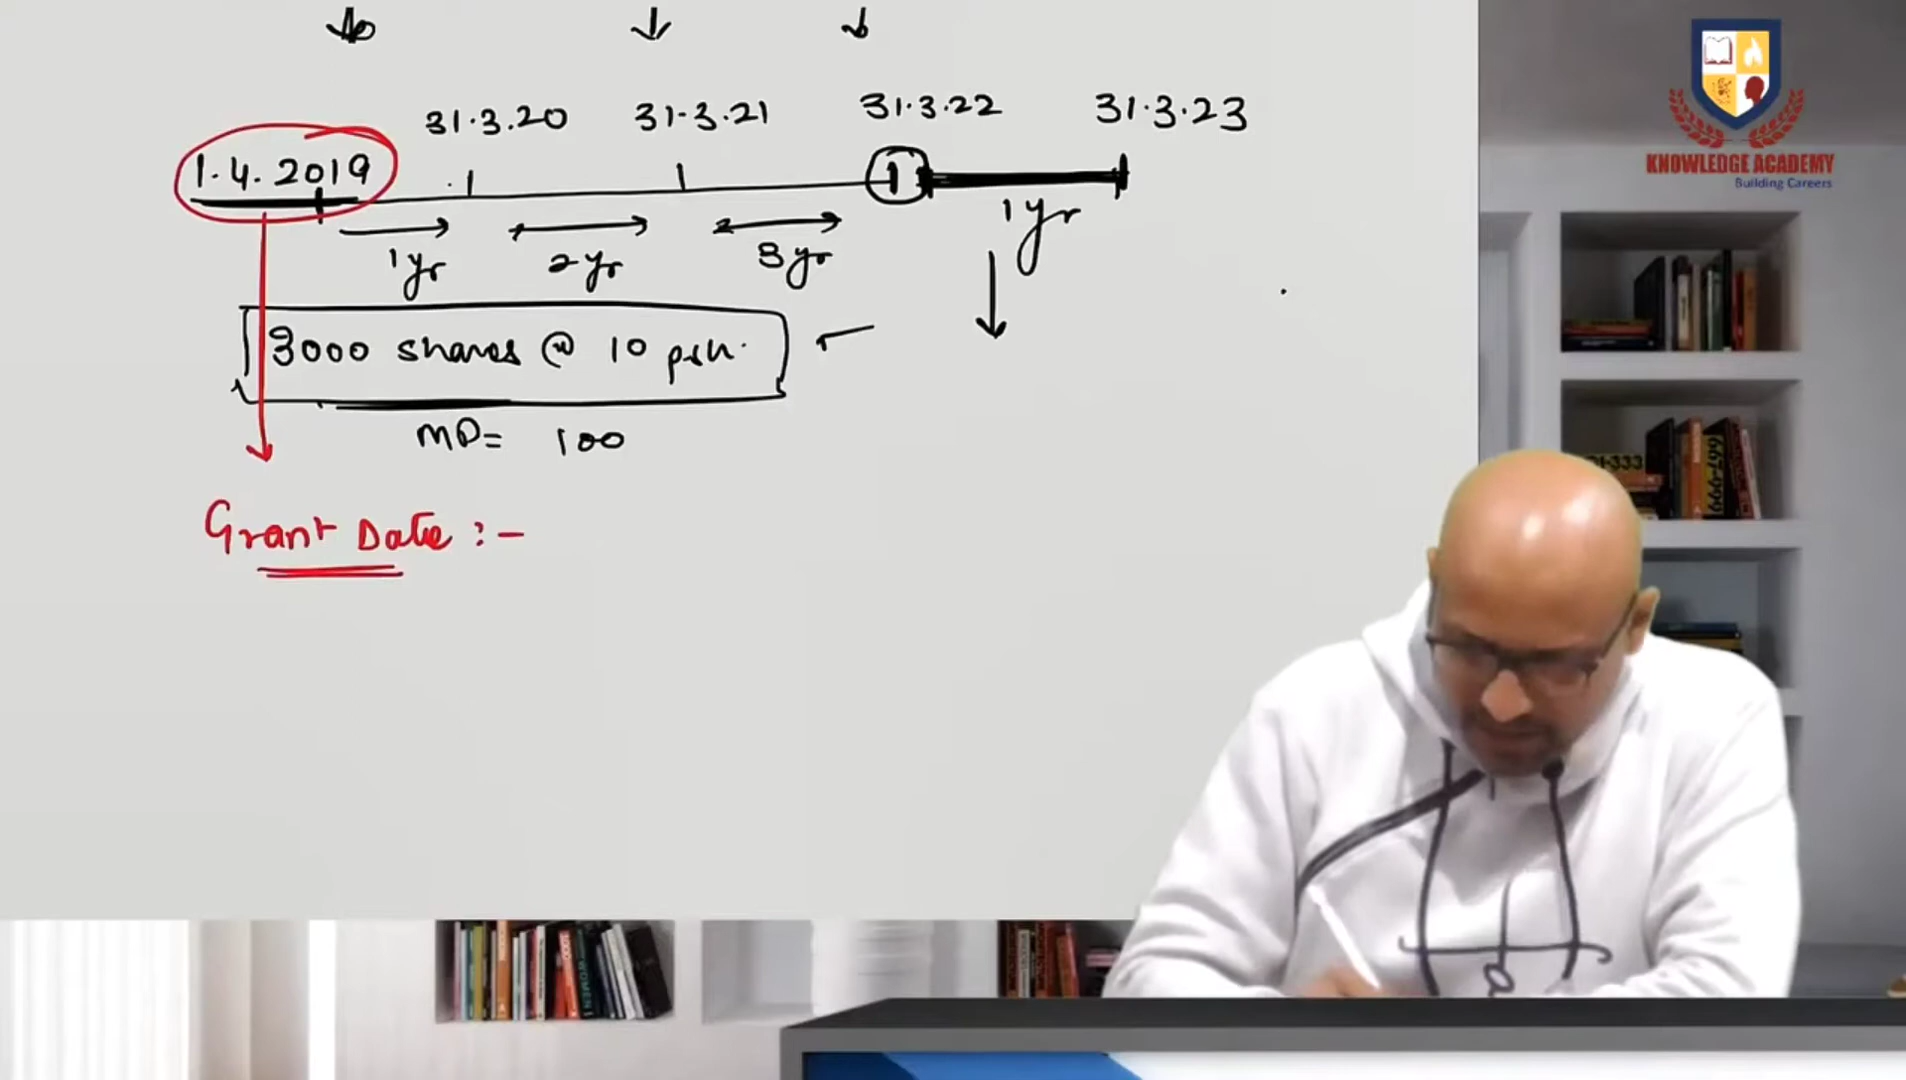 31.3.20 31.3.21 31.3.22 31.3.23
1.4.2019
1yr 2yr 3yr 1yr
3000 shares @ 10 psh.
MP= 100
Grant Date :-
KNOWLEDGE ACADEMY
Building Careers